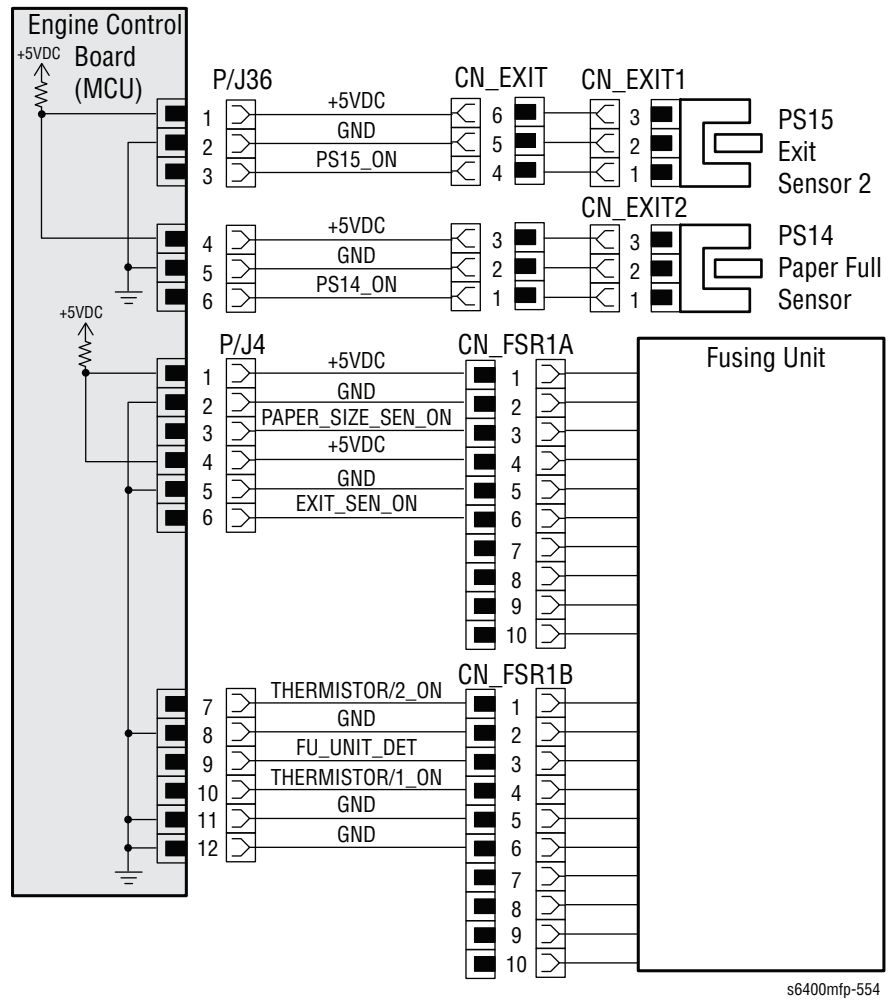 Engine Control
Board
(MCU)
+5VDC
P/J36
CN_EXIT
CN_EXIT1
1 +5VDC 6 3
2 GND 5 2
3 PS15_ON 4 1
PS15
Exit
Sensor 2
CN_EXIT2
4 +5VDC 3 3
5 GND 2 2
6 PS14_ON 1 1
PS14
Paper Full
Sensor
+5VDC
P/J4
CN_FSR1A
Fusing Unit
1 +5VDC 1
2 GND 2
3 PAPER_SIZE_SEN_ON 3
4 +5VDC 4
5 GND 5
6 EXIT_SEN_ON 6
7
8
9
10
CN_FSR1B
7 THERMISTOR/2_ON 1
8 GND 2
9 FU_UNIT_DET 3
10 THERMISTOR/1_ON 4
11 GND 5
12 GND 6
7
8
9
10
s6400mfp-554